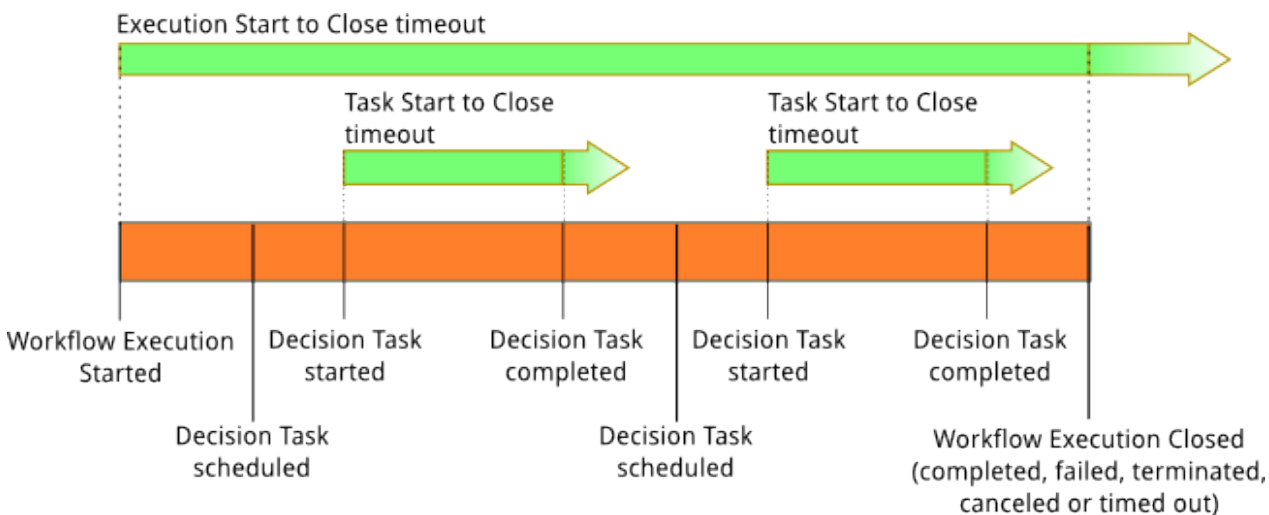 Execution Start to Close timeout
Task Start to Close
timeout
Task Start to Close
timeout
Workflow Execution
Started
Decision Task
scheduled
Decision Task
started
Decision Task
completed
Decision Task
scheduled
Decision Task
started
Decision Task
completed
Workflow Execution Closed
(completed, failed, terminated,
canceled or timed out)